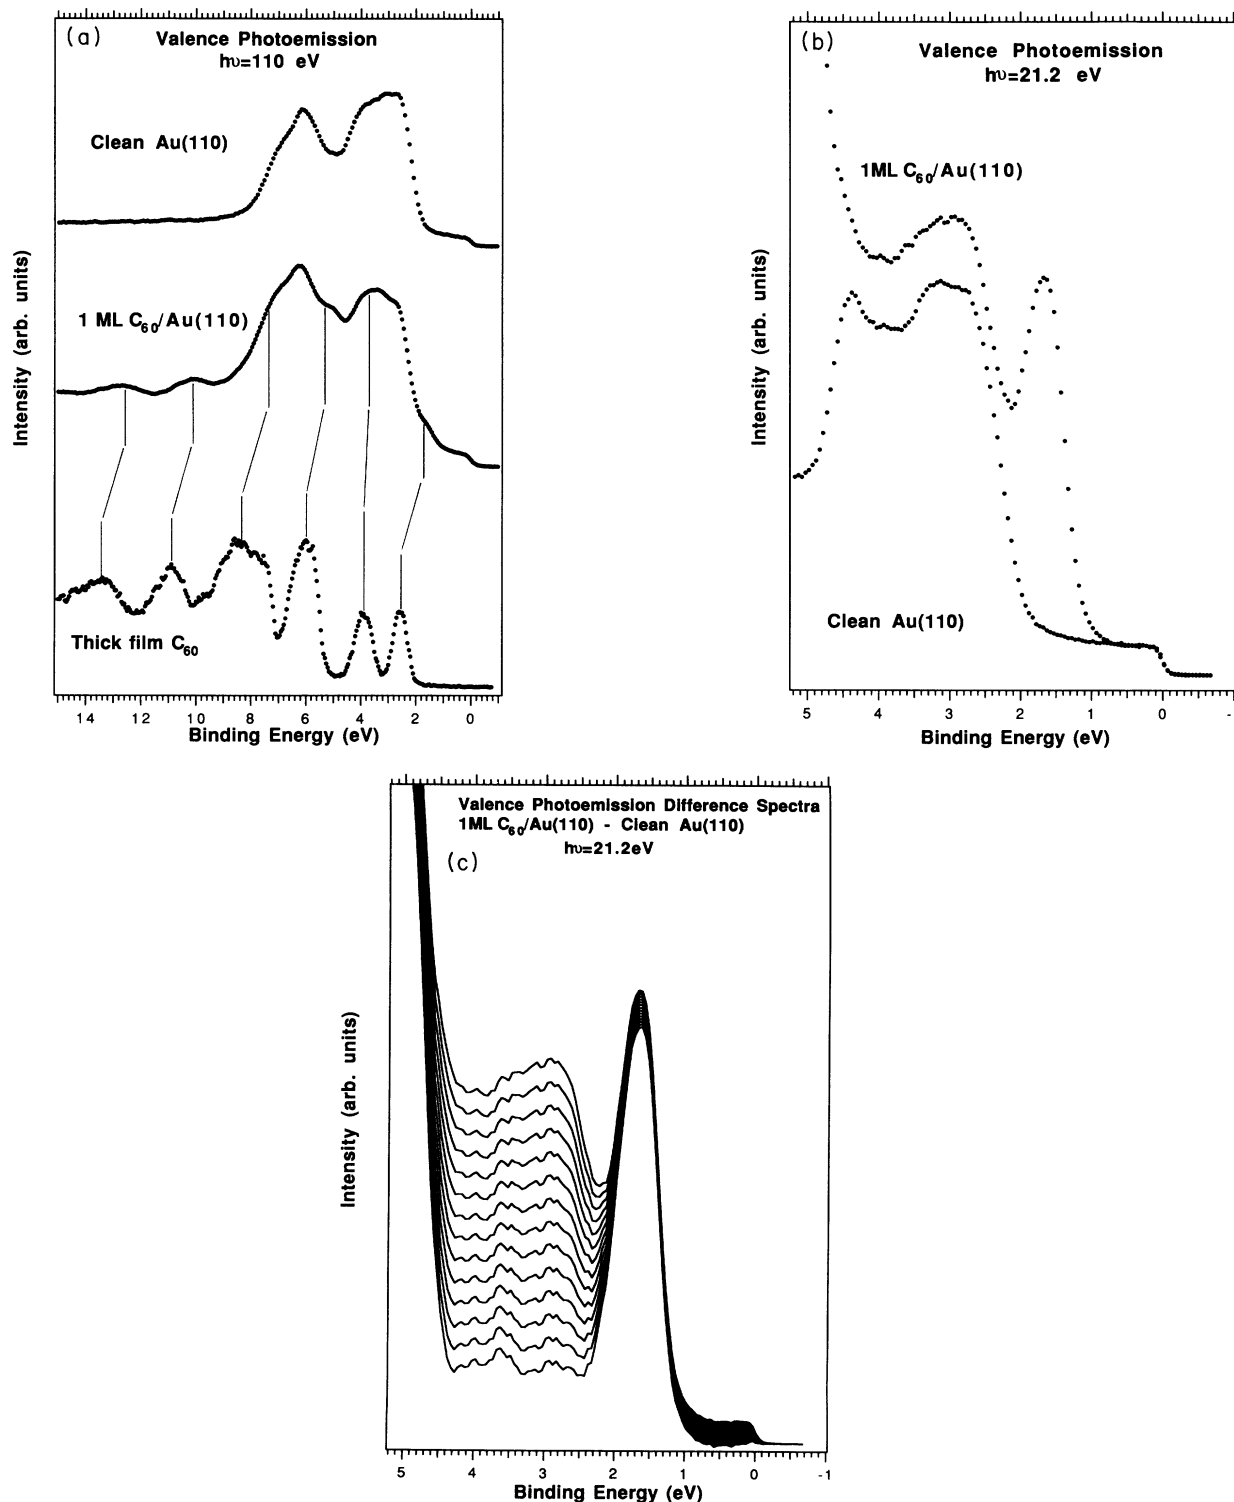 (a)
Valence Photoemission
hυ=110 eV
Clean Au(110)
1 ML C60/Au(110)
Thick film C60
Intensity (arb. units)
14 12 10 8 6 4 2 0
Binding Energy (eV)
(b)
Valence Photoemission
hυ=21.2 eV
1ML C60/Au(110)
Clean Au(110)
Intensity (arb. units)
5 4 3 2 1 0 -
Binding Energy (eV)
Valence Photoemission Difference Spectra
1ML C60/Au(110) - Clean Au(110)
hυ=21.2eV
(c)
Intensity (arb. units)
5 4 3 2 1 0 -1
Binding Energy (eV)